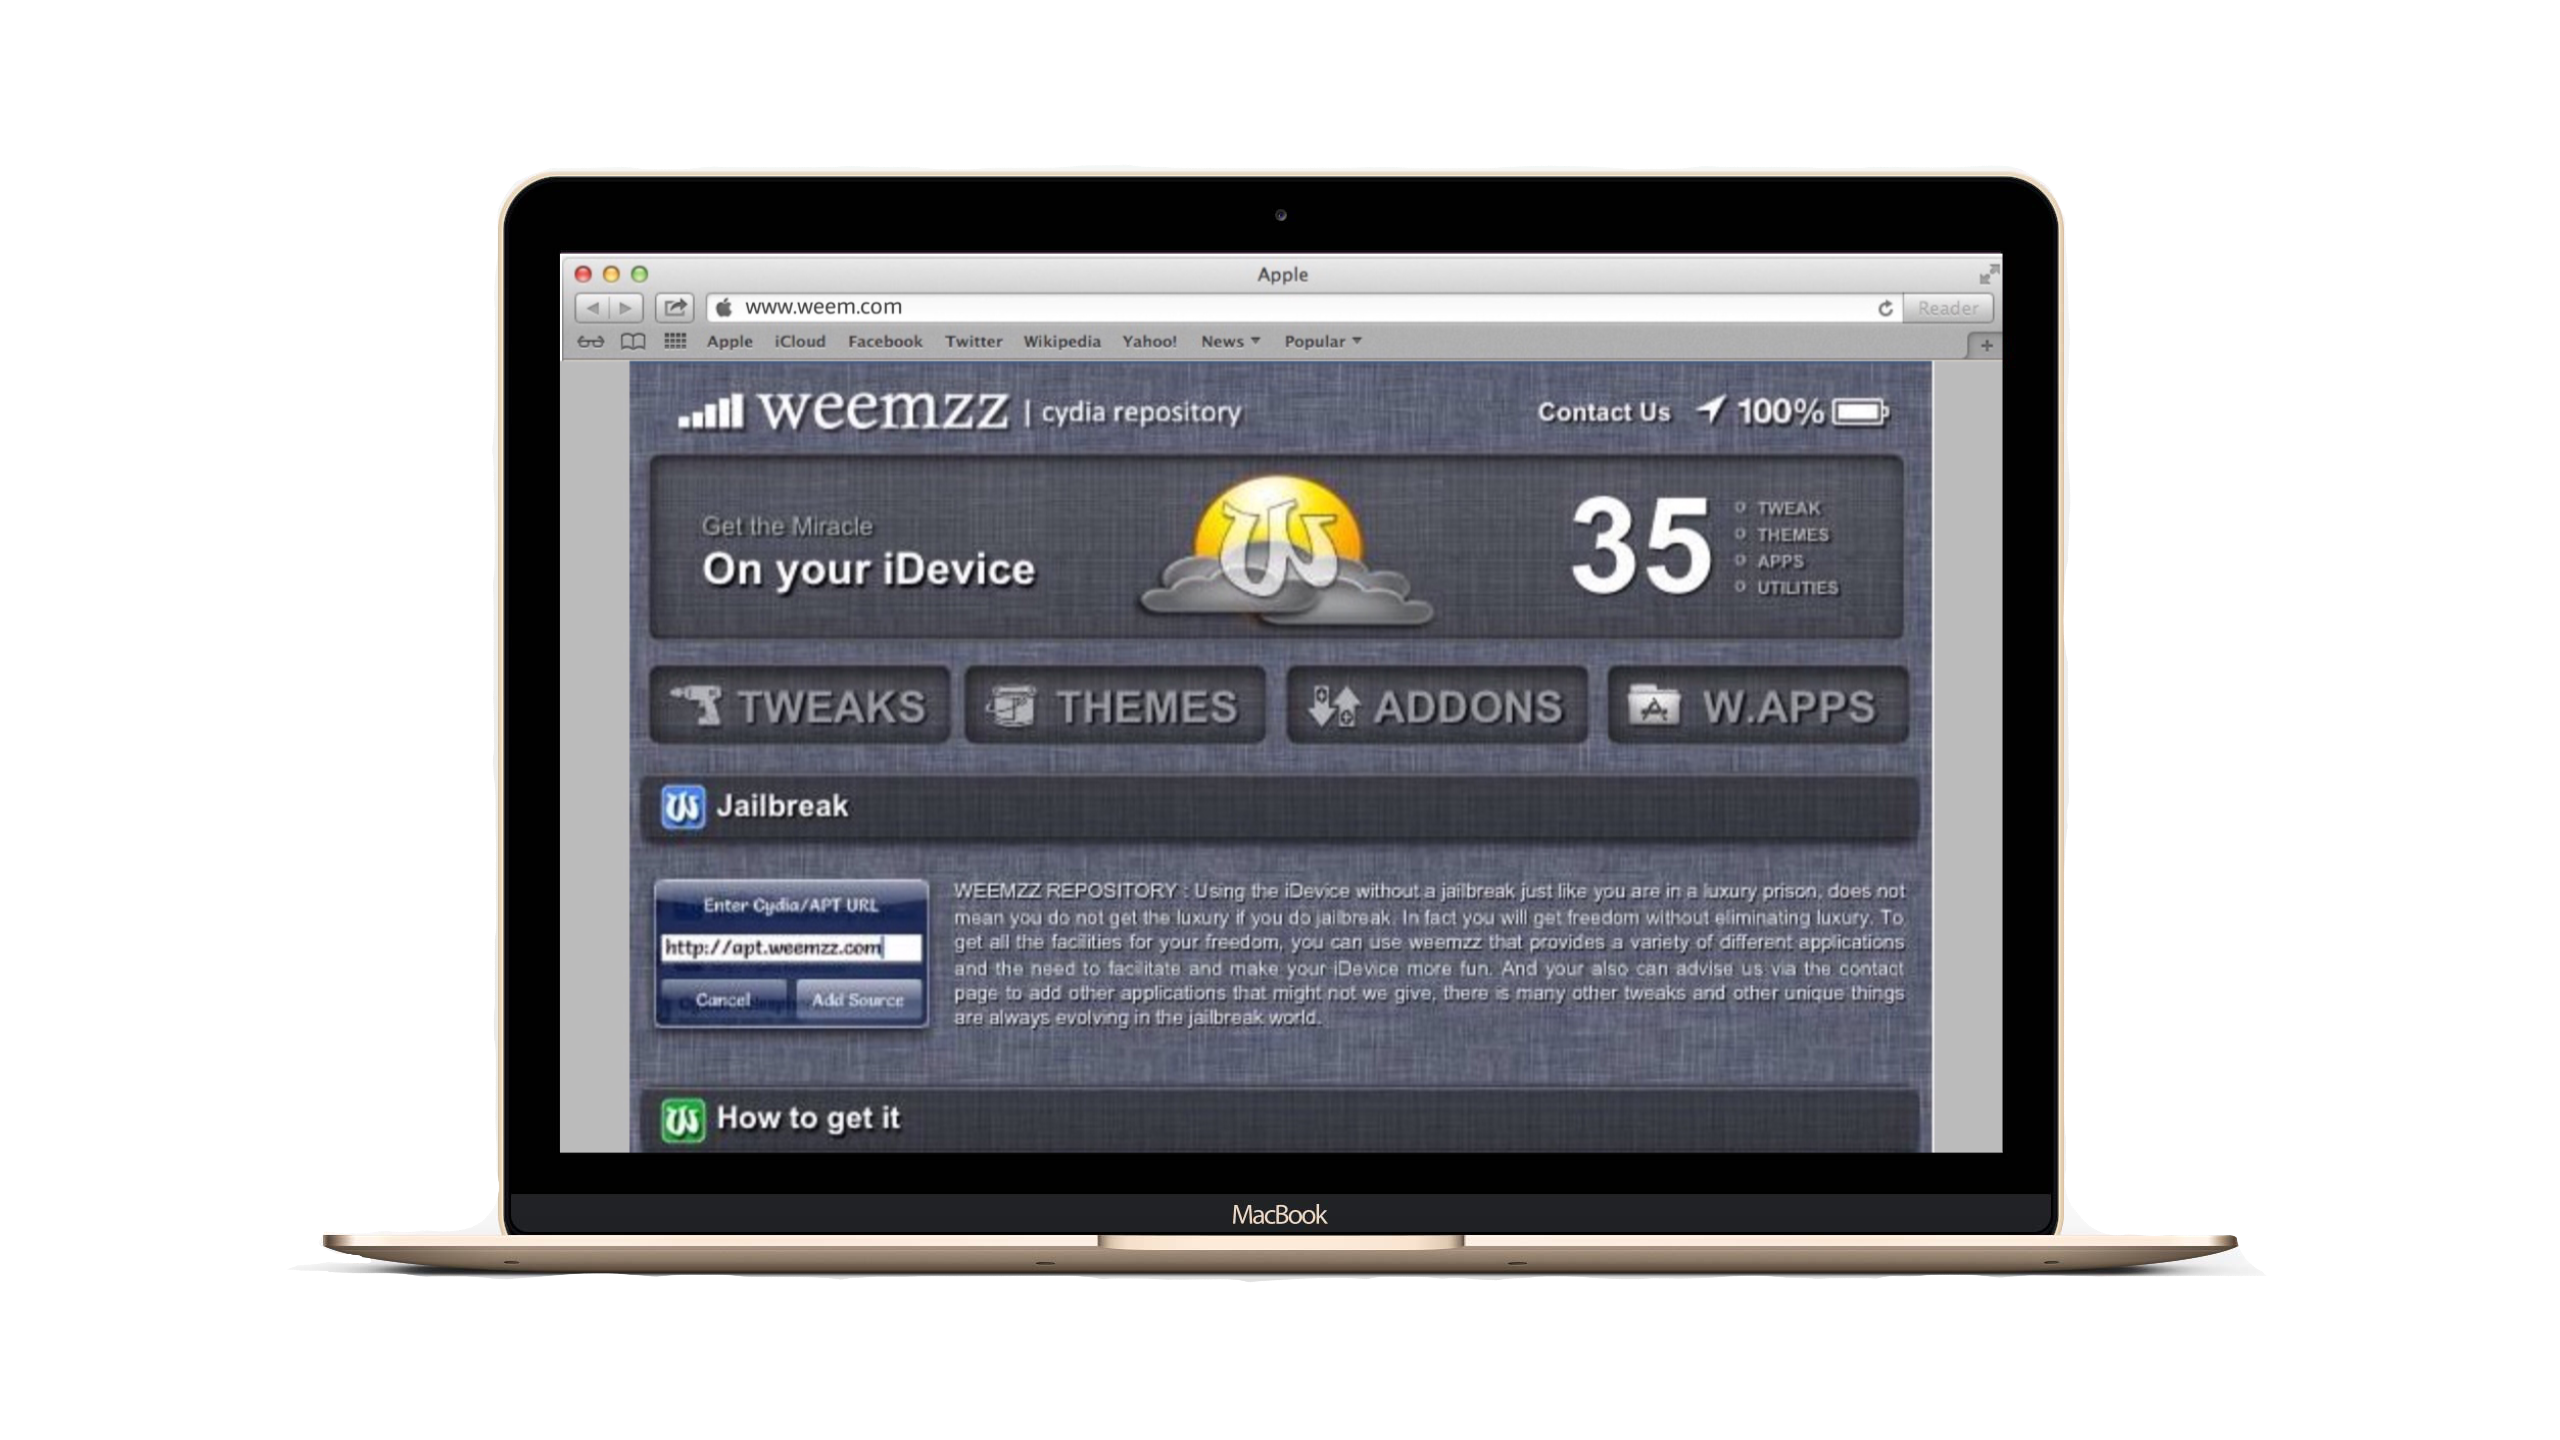 Apple
www.weem.com
Reader
Apple iCloud Facebook Twitter Wikipedia Yahoo! News Popular
weemzz | cydia repository
Contact Us 100%
Get the Miracle
On your iDevice
35
TWEAK
THEMES
APPS
UTILITIES
TWEAKS THEMES ADDONS W.APPS
Jailbreak
Enter Cydia/APT URL
http://apt.weemzz.com
Cancel Add Source
WEEMZZ REPOSITORY : Using the iDevice without a jailbreak just like you are in a luxury prison, does not
mean you do not get the luxury if you do jailbreak. In fact you will get freedom without eliminating luxury. To
get all the facilities for your freedom, you can use weemzz that provides a variety of different applications
and the need to facilitate and make your iDevice more fun. And your also can advise us via the contact
page to add other applications that might not we give, there is many other tweaks and other unique things
are always evolving in the jailbreak world.
How to get it
MacBook